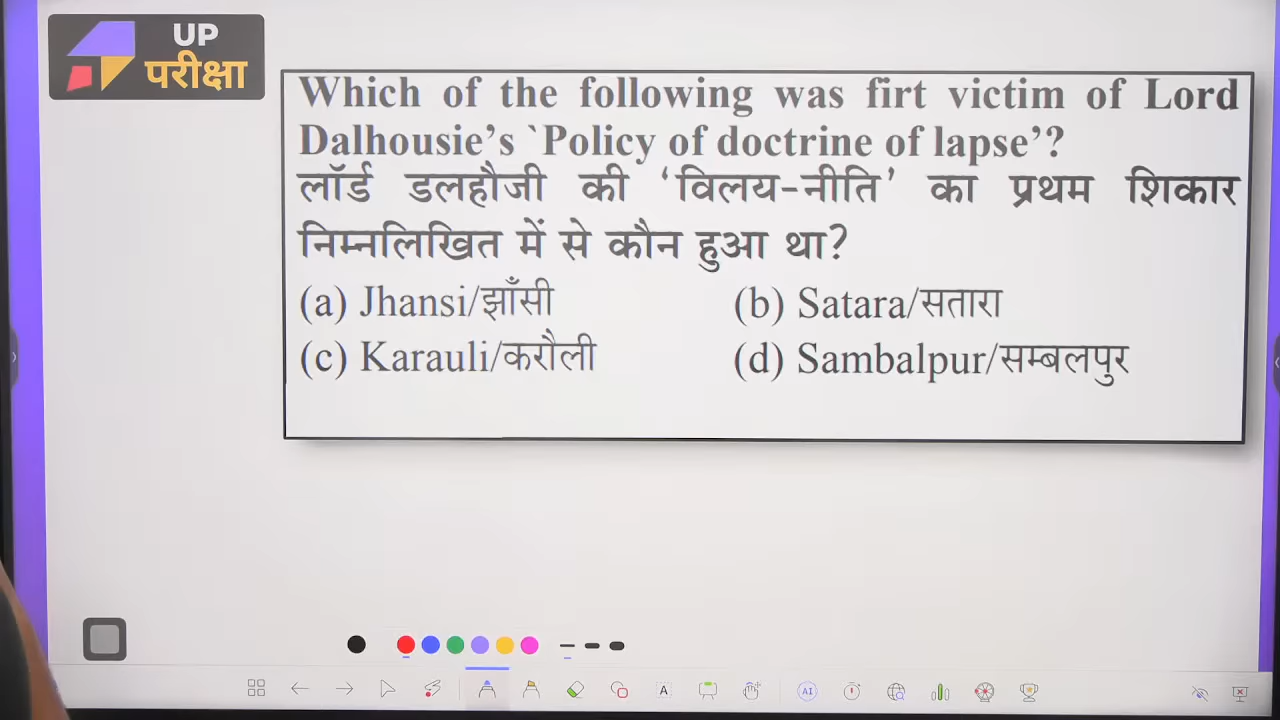 UP
परीक्षा
Which of the following was firt victim of Lord
Dalhousie's `Policy of doctrine of lapse'?
लॉर्ड डलहौजी की 'विलय-नीति' का प्रथम शिकार
निम्नलिखित में से कौन हुआ था?
(a) Jhansi/झाँसी (b) Satara/सतारा
(c) Karauli/करौली (d) Sambalpur/सम्बलपुर
A
AI